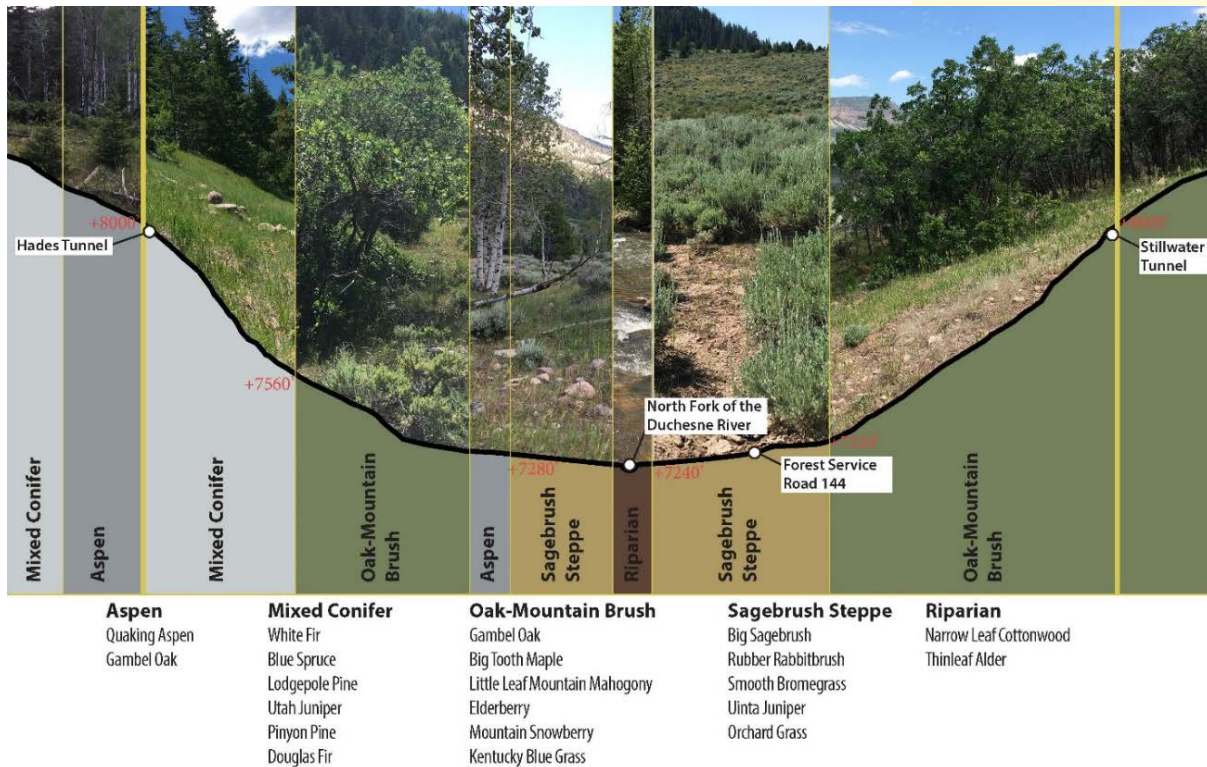 +8000'
Hades Tunnel
+7560'
North Fork of the
Duchesne River
+7280'
+7240'
Forest Service
Road 144
+8000'
Stillwater
Tunnel
Mixed Conifer
Aspen
Mixed Conifer
Oak-Mountain
Brush
Aspen
Sagebrush
Steppe
Riparian
Sagebrush
Steppe
Oak-Mountain
Brush
Aspen
Quaking Aspen
Gambel Oak
Mixed Conifer
White Fir
Blue Spruce
Lodgepole Pine
Utah Juniper
Pinyon Pine
Douglas Fir
Oak-Mountain Brush
Gambel Oak
Big Tooth Maple
Little Leaf Mountain Mahogony
Elderberry
Mountain Snowberry
Kentucky Blue Grass
Sagebrush Steppe
Big Sagebrush
Rubber Rabbitbrush
Smooth Bromegrass
Uinta Juniper
Orchard Grass
Riparian
Narrow Leaf Cottonwood
Thinleaf Alder